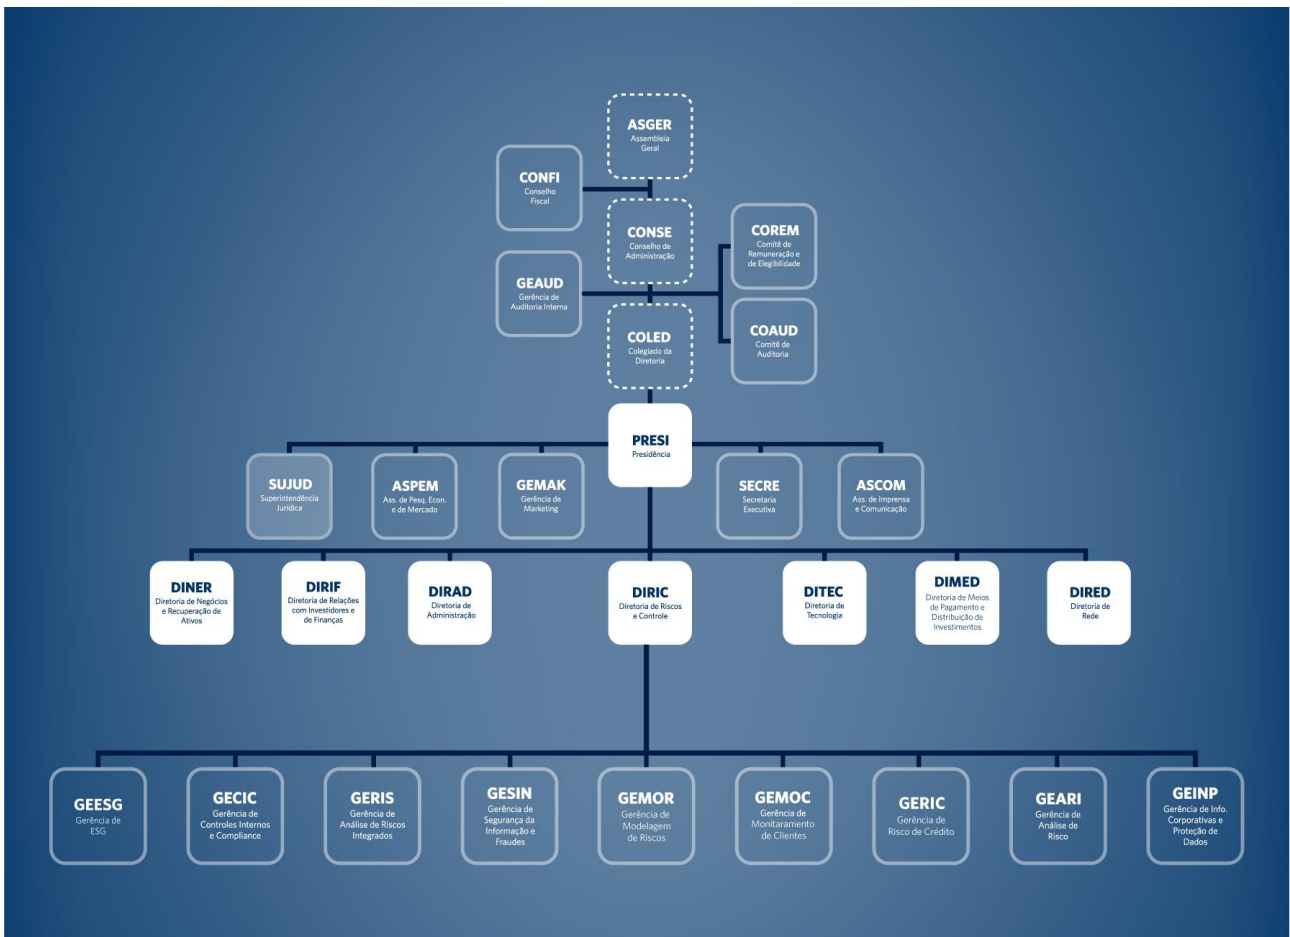 ASGER
Assembleia
Geral
CONFI
Conselho
Fiscal
CONSE
Conselho de
Administração
COREM
Comitê de
Remuneração e
de Elegibilidade
GEAUD
Gerência de
Auditoria Interna
COLED
Colegiado da
Diretoria
COAUD
Comitê de
Auditoria
PRESI
Presidência
SUJUD
Superintendência
Jurídica
ASPEM
Ass. de Pesq. Econ.
e de Mercado
GEMAK
Gerência de
Marketing
SECRE
Secretaria
Executiva
ASCOM
Ass. de Imprensa
e Comunicação
DINER
Diretoria de Negócios
e Recuperação de
Ativos
DIRIF
Diretoria de Relações
com Investidores e
de Finanças
DIRAD
Diretoria de
Administração
DIRIC
Diretoria de Riscos
e Controle
DITEC
Diretoria de
Tecnologia
DIMED
Diretoria de Meios
de Pagamento e
Distribuição de
Investimentos
DIRED
Diretoria de
Rede
GEESG
Gerência de
ESG
GECIC
Gerência de
Controles Internos
e Compliance
GERIS
Gerência de
Análise de Riscos
Integrados
GESIN
Gerência de
Segurança da
Informação e
Fraudes
GEMOR
Gerência de
Modelagem
de Riscos
GEMOC
Gerência de
Monitaramento
de Clientes
GERIC
Gerência de
Risco de Crédito
GEARI
Gerência de
Análise de
Risco
GEINP
Gerência de Info.
Corporativas e
Proteção de
Dados